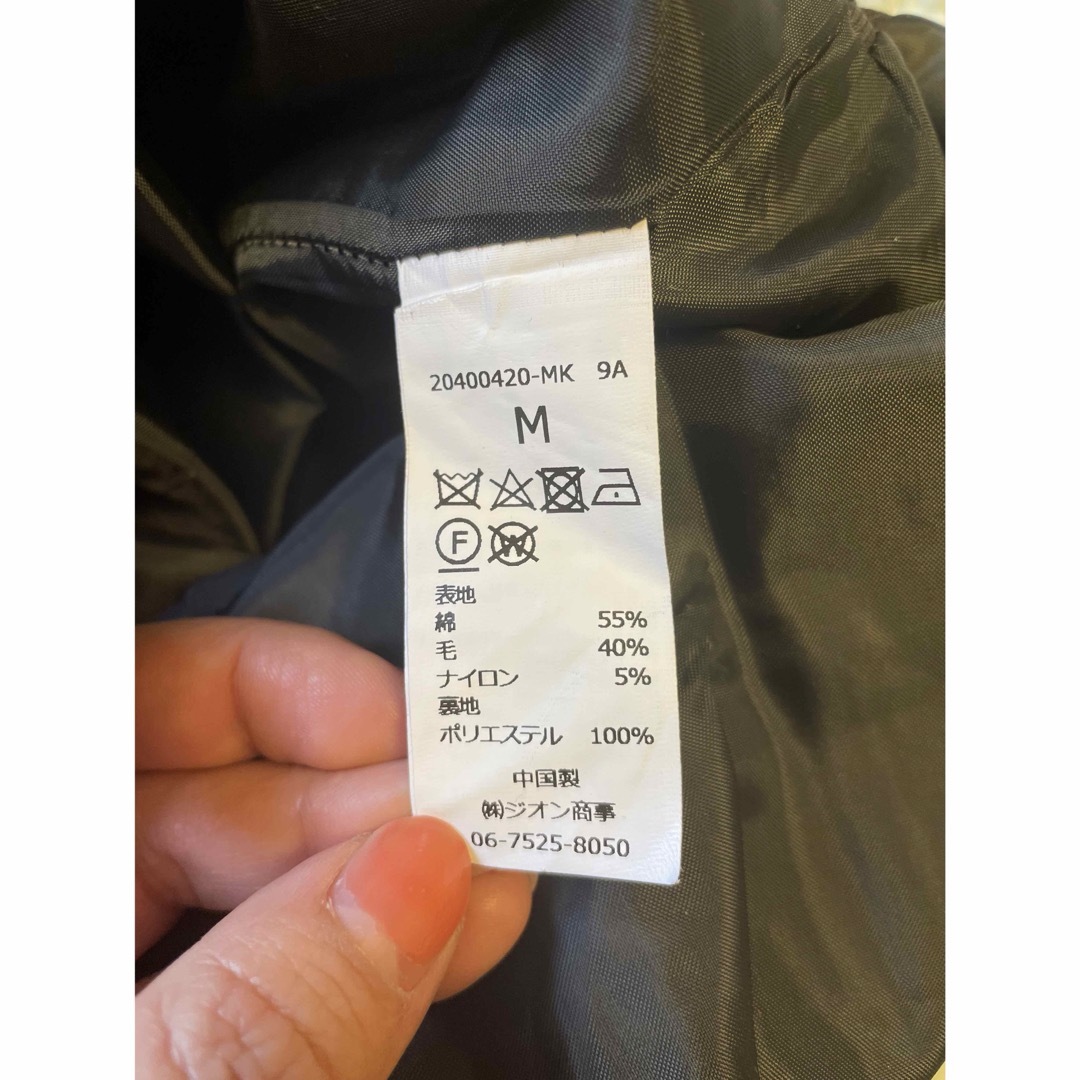 20400420-MK 9A
M
F W
表地
綿 55%
毛 40%
ナイロン 5%
裏地
ポリエステル 100%
中国製
㈱ジオン商事
06-7525-8050